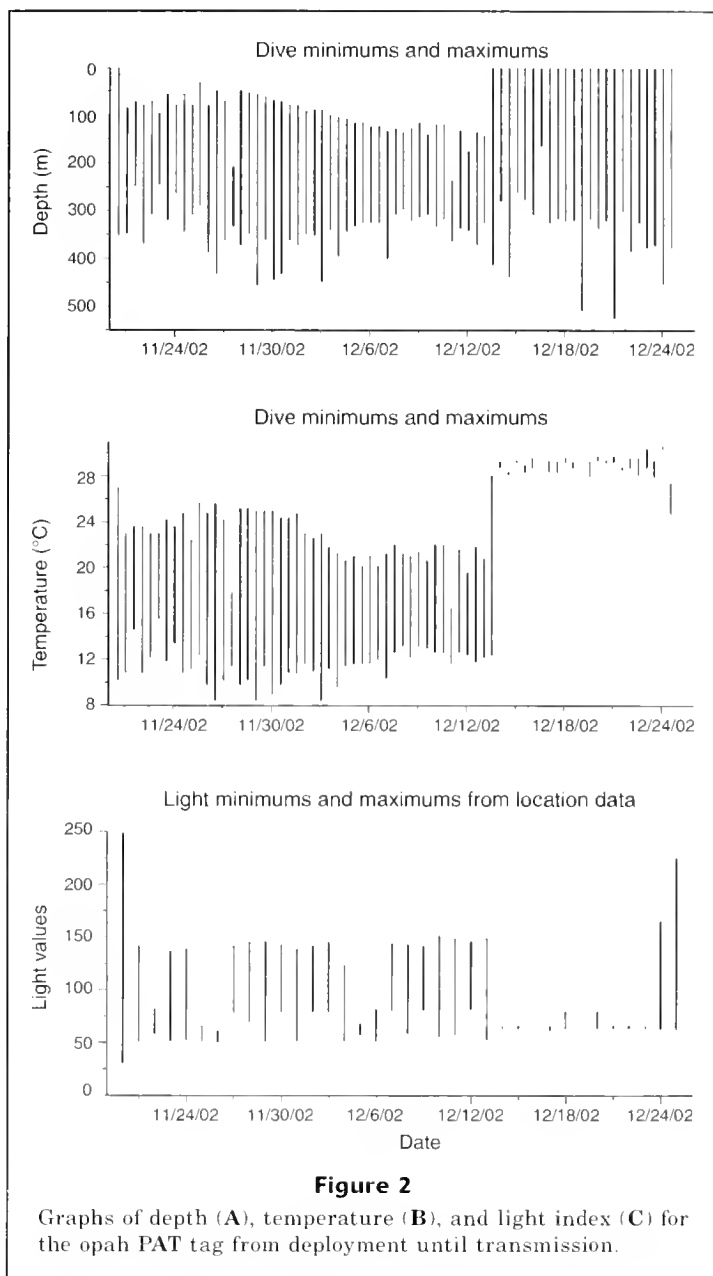 Dive minimums and maximums
0
100
200
300
400
500
Depth (m)
11/24/02 11/30/02 12/6/02 12/12/02 12/18/02 12/24/02
Dive minimums and maximums
28
24
20
16
12
8
Temperature (°C)
11/24/02 11/30/02 12/6/02 12/12/02 12/18/02 12/24/02
Light minimums and maximums from location data
250
200
150
100
50
0
Light values
11/24/02 11/30/02 12/6/02 12/12/02 12/18/02 12/24/02
Date
Figure 2
Graphs of depth (A), temperature (B), and light index (C) for
the opah PAT tag from deployment until transmission.